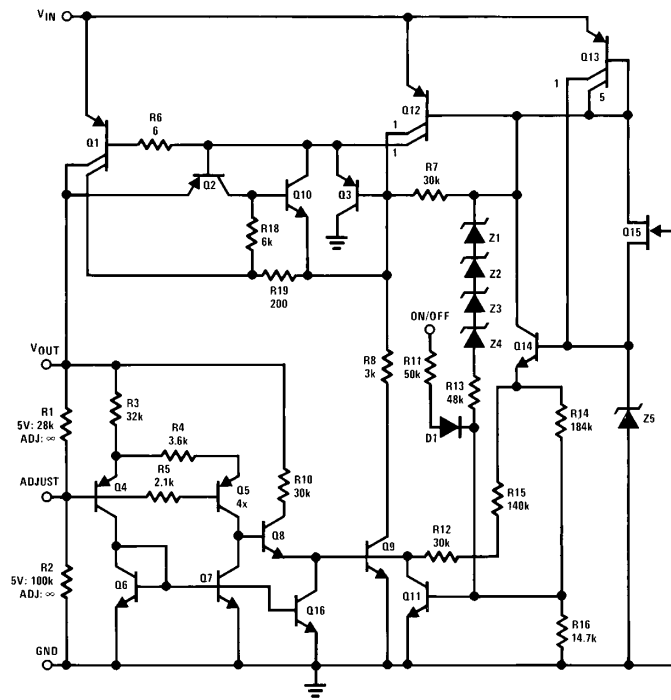 VIN
Q13
1
5
Q12
R6
6
Q1
1
1
R7
30k
Q2
Q10
Q3
Q15
R18
6k
Z1
Z2
Z3
Z4
R19
200
ON/OFF
Q14
VOUT
R11
50k
R8
3k
R13
48k
R1
5V: 28k
ADJ: ∞
R3
32k
R4
3.6k
D1
R14
184k
Z5
ADJUST
Q4
R5
2.1k
Q5
4x
R10
30k
R15
140k
Q8
Q9
R12
30k
R2
5V: 100k
ADJ: ∞
Q6
Q7
Q16
Q11
R16
14.7k
GND